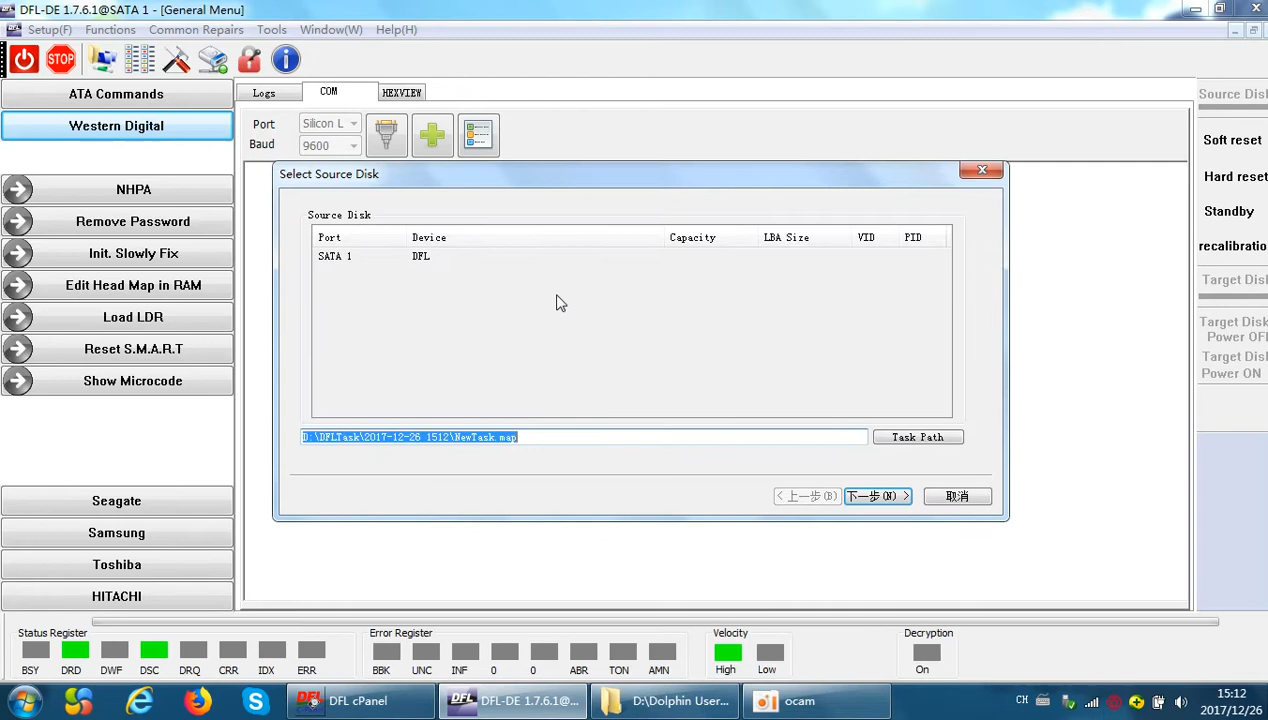 DFL-DE 1.7.6.1@SATA 1 - [General Menu]
Setup(F) Functions Common Repairs Tools Window(W) Help(H)
STOP
ATA Commands
Western Digital
NHPA
Remove Password
Init. Slowly Fix
Edit Head Map in RAM
Load LDR
Reset S.M.A.R.T
Show Microcode
Seagate
Samsung
Toshiba
HITACHI
Logs COM HEXVIEW
Port Silicon L
Baud 9600
Select Source Disk
Source Disk
Port Device Capacity LBA Size VID PID
SATA 1 DFL
D:\DFLTask\2017-12-26 1512\NewTask.map
Task Path
< 上一步(B) 下一步(N) > 取消
Source Dis
Soft reset
Hard rese
Standby
recalibratio
Target Dis
Target Disk
Power OFF
Target Disk
Power ON
Status Register
BSY DRD DWF DSC DRQ CRR IDX ERR
Error Register
BBK UNC INF 0 0 ABR TON AMN
Velocity
High Low
Decryption
On
DFL DFL cPanel
DFL DFL-DE 1.7.6.1@...
D:\Dolphin User...
ocam
CH
15:12
2017/12/26